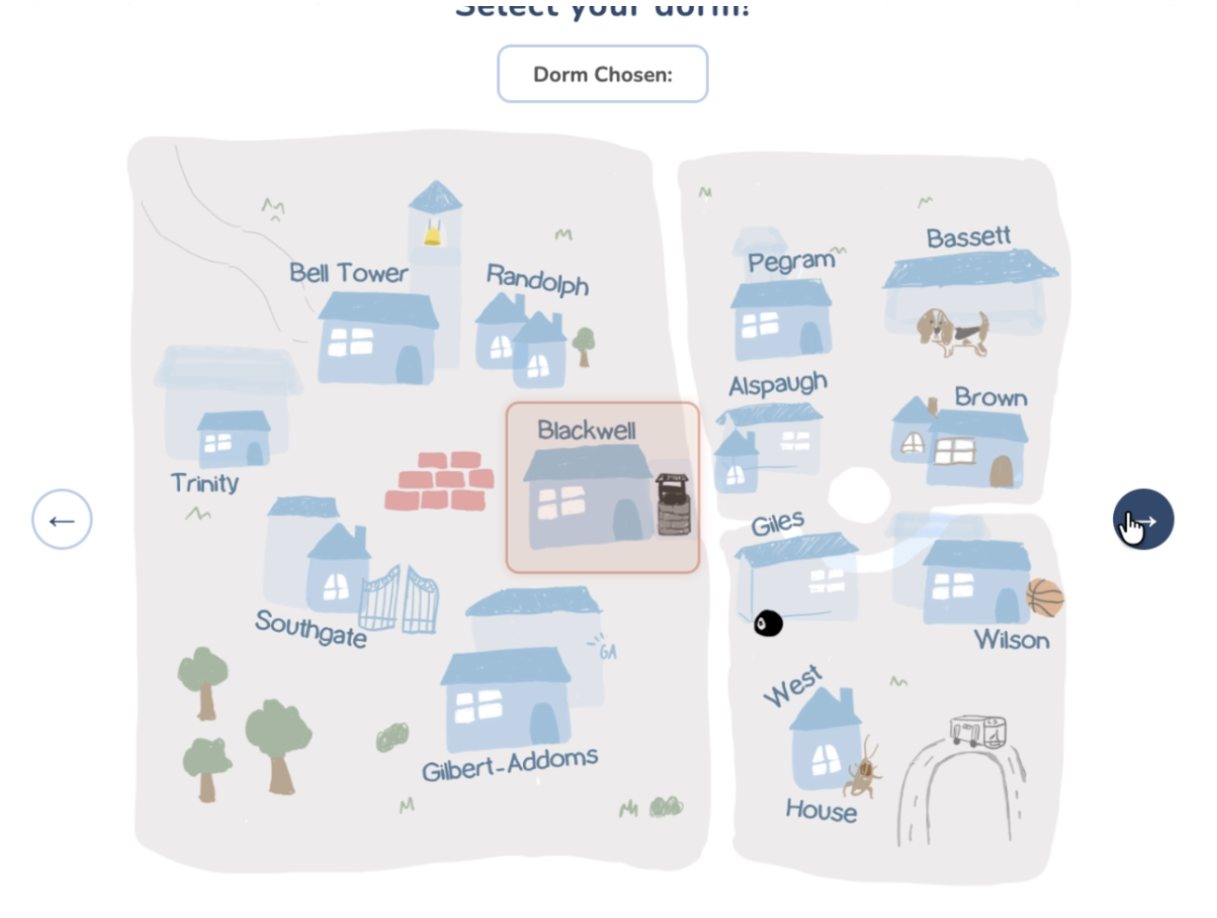 Select your dorm!
Dorm Chosen:
Bell Tower
Randolph
Pegram
Bassett
Alspaugh
Brown
Blackwell
Trinity
←
→
Giles
Southgate
GA
Wilson
West
House
Gilbert-Addoms